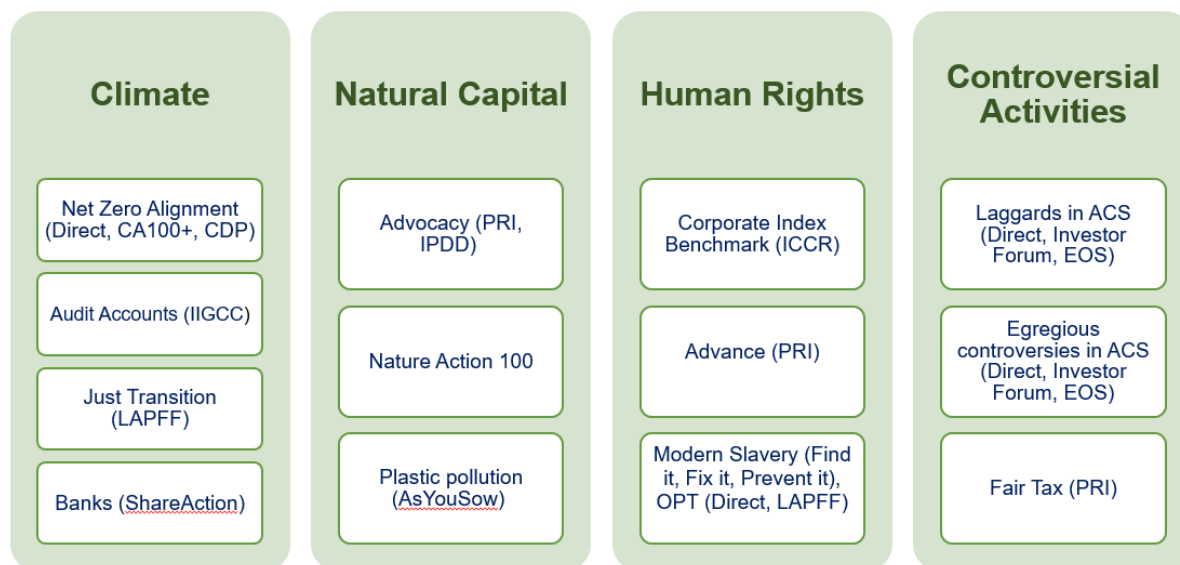 Climate
Net Zero Alignment
(Direct, CA100+, CDP)
Audit Accounts (IIGCC)
Just Transition
(LAPFF)
Banks (ShareAction)
Natural Capital
Advocacy (PRI,
IPDD)
Nature Action 100
Plastic pollution
(AsYouSow)
Human Rights
Corporate Index
Benchmark (ICCR)
Advance (PRI)
Modern Slavery (Find
it, Fix it, Prevent it),
OPT (Direct, LAPFF)
Controversial
Activities
Laggards in ACS
(Direct, Investor
Forum, EOS)
Egregious
controversies in ACS
(Direct, Investor
Forum, EOS)
Fair Tax (PRI)